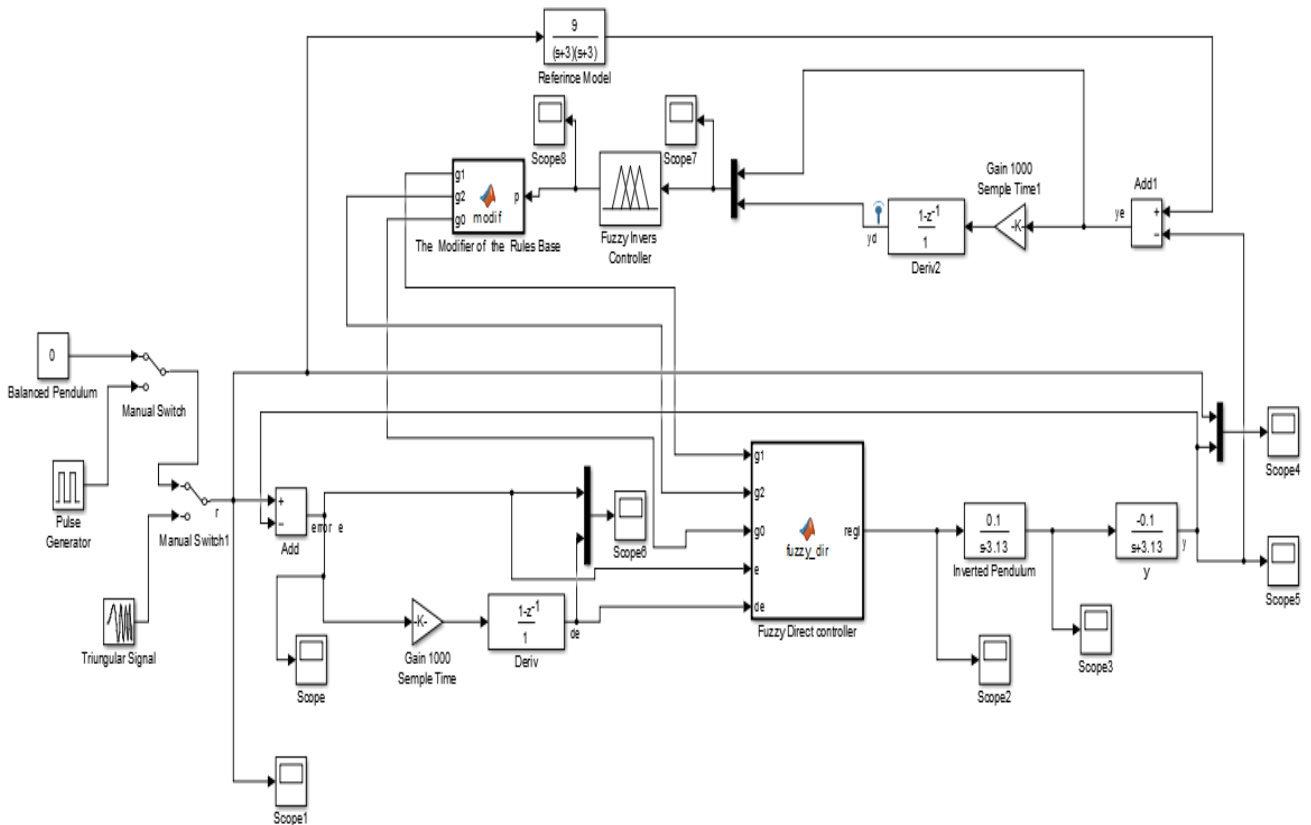 9
(s+3)(s+3)
Referince Model
Scope8
Scope7
g1
g2
g0
p
modif
The Modifier of the Rules Base
Fuzzy Invers
Controller
Gain 1000
Semple Time1
-K-
1-z-1
1
Deriv2
yd
Add1
ye
+
−
0
Balanced Pendulum
Manual Switch
Pulse
Generator
Manual Switch1
r
Triungular Signal
+
−
Add
error e
Scope
Scope1
-K-
Gain 1000
Semple Time
1-z-1
1
Deriv
de
Scope6
g1
g2
g0
e
de
fuzzy_dir
regl
Fuzzy Direct controller
0.1
s-3.13
Inverted Pendulum
-0.1
s+3.13
y
y
Scope2
Scope3
Scope4
Scope5